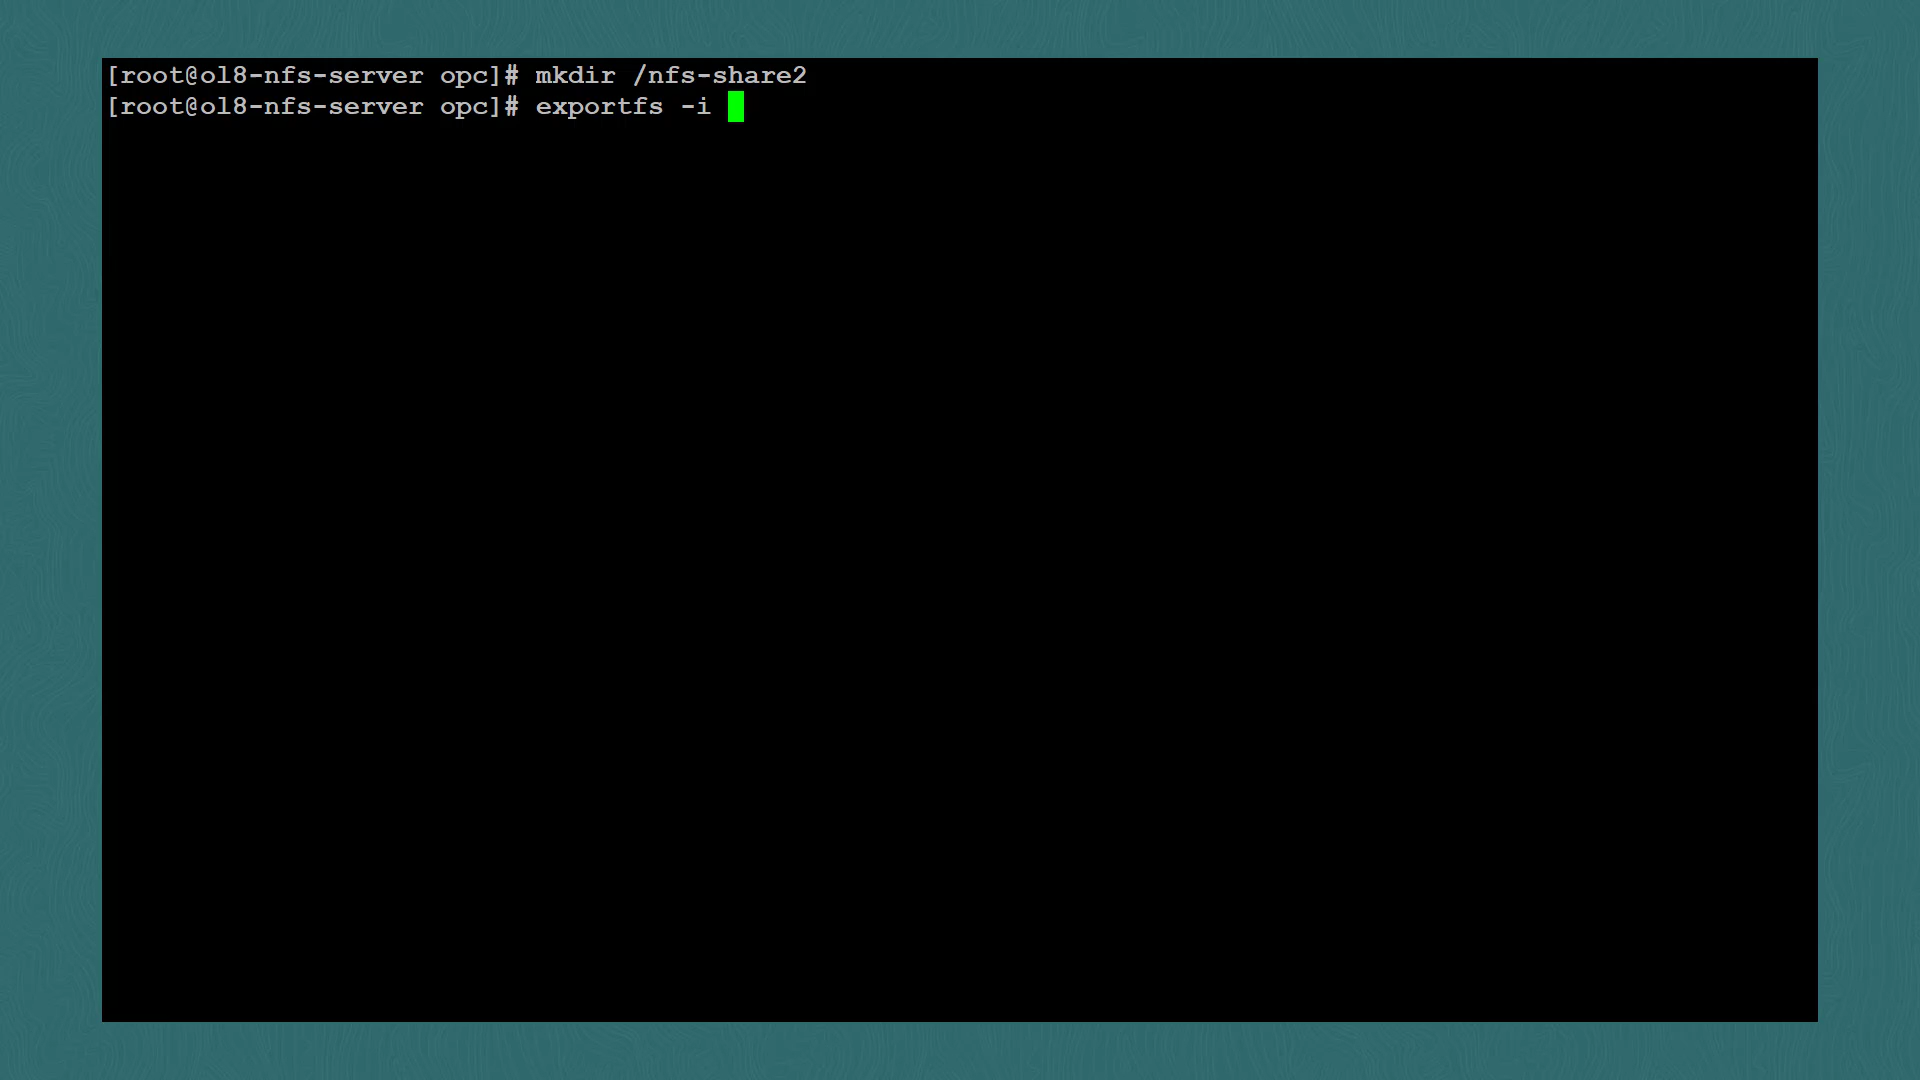 [root@ol8-nfs-server opc]# mkdir /nfs-share2
[root@ol8-nfs-server opc]# exportfs -i